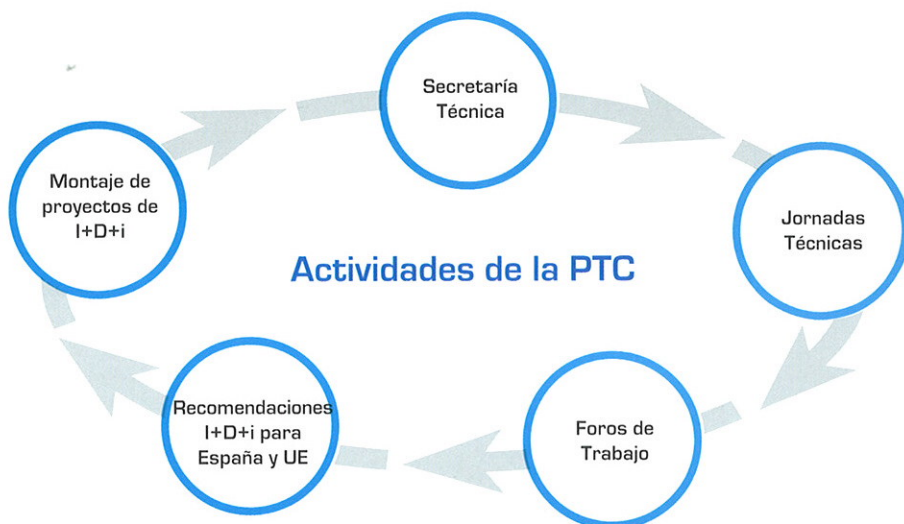 Secretaría
Técnica
Montaje de
proyectos de
I+D+i
Jornadas
Técnicas
Actividades de la PTC
Recomendaciones
I+D+i para
España y UE
Foros de
Trabajo